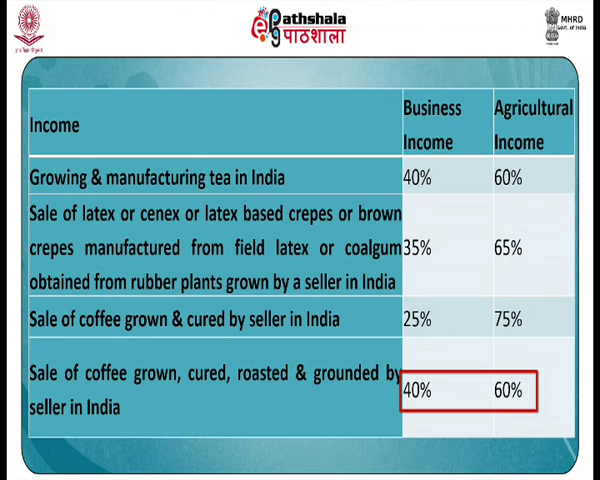 Pathshala
पाठशाला
MHRD
Govt. of India
Income
Business Income
Agricultural Income
Growing & manufacturing tea in India
40%
60%
Sale of latex or cenex or latex based crepes or brown
crepes manufactured from field latex or coalgum
obtained from rubber plants grown by a seller in India
35%
65%
Sale of coffee grown & cured by seller in India
25%
75%
Sale of coffee grown, cured, roasted & grounded by
seller in India
40%
60%